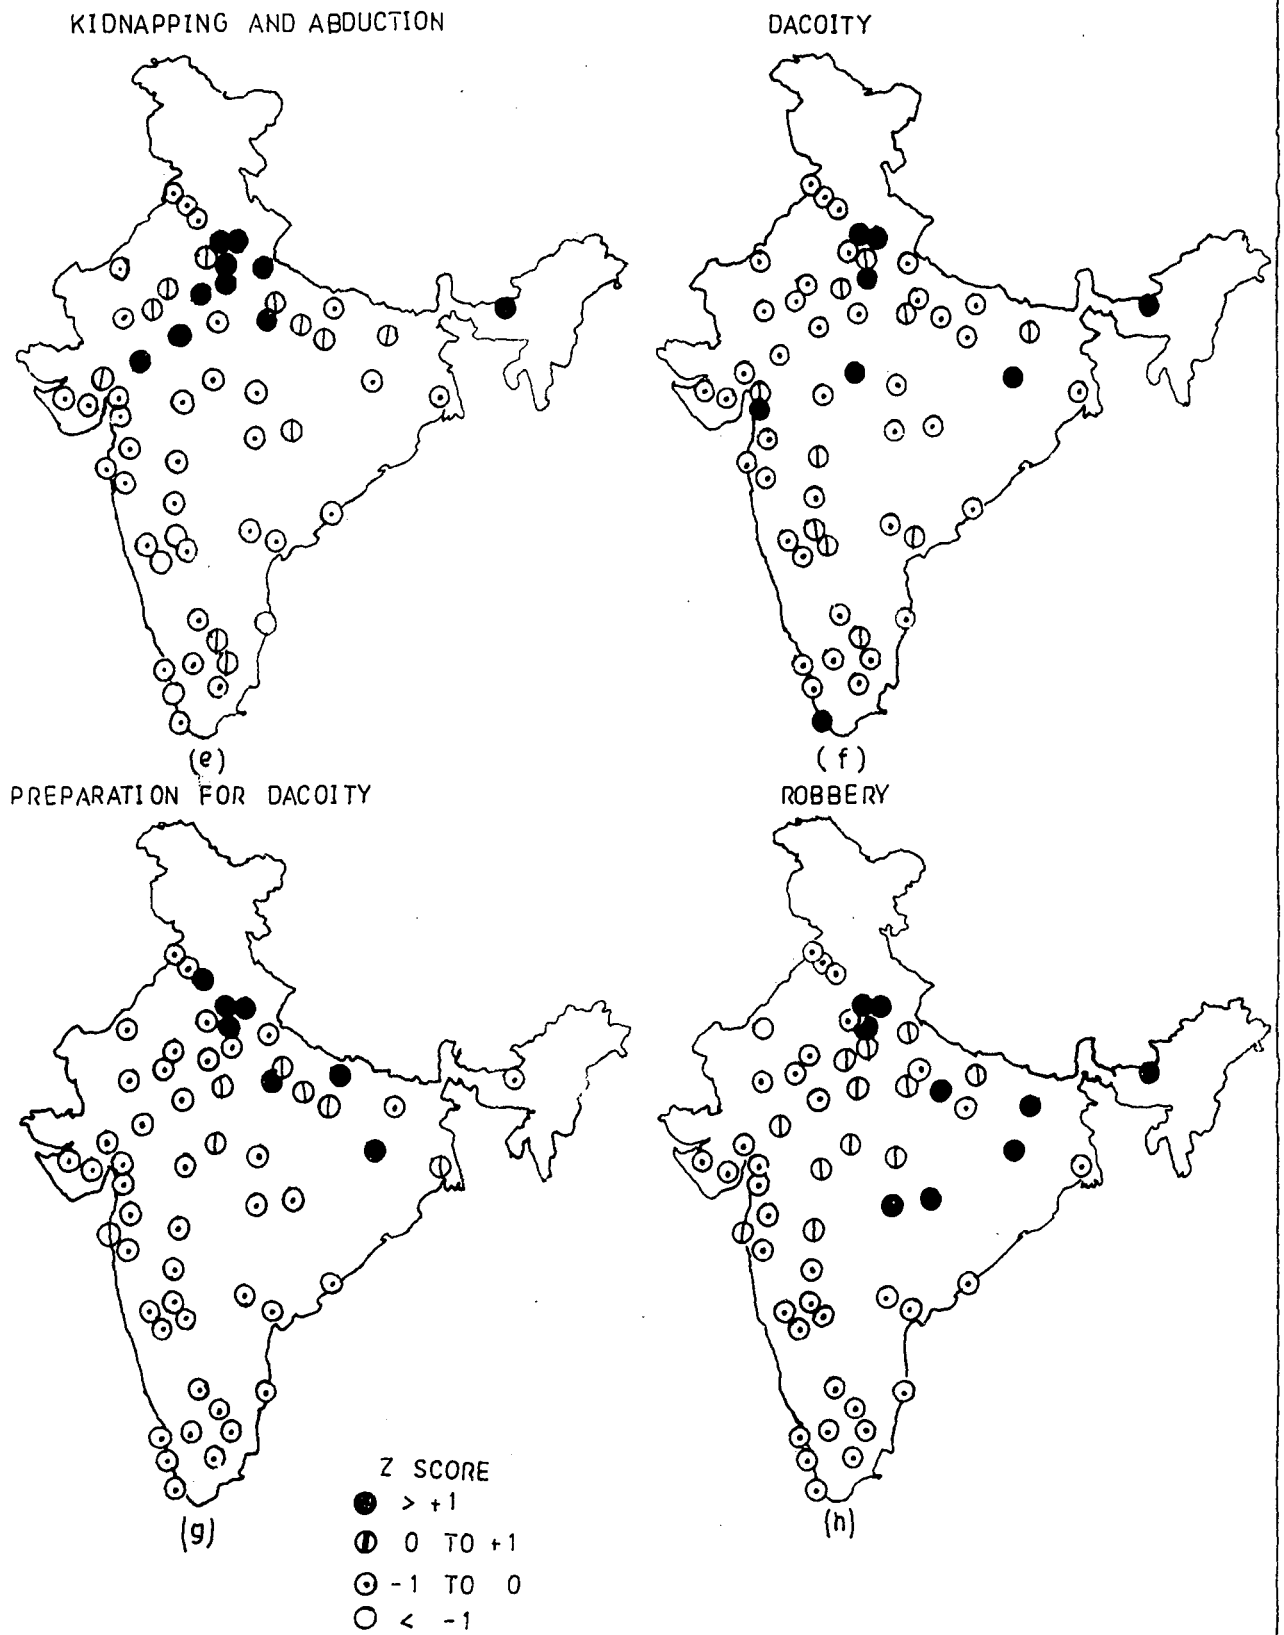 KIDNAPPING AND ABDUCTION
DACOITY
(e)
(f)
PREPARATION FOR DACOITY
ROBBERY
(g)
(h)
Z SCORE
> +1
0 TO +1
-1 TO 0
< -1